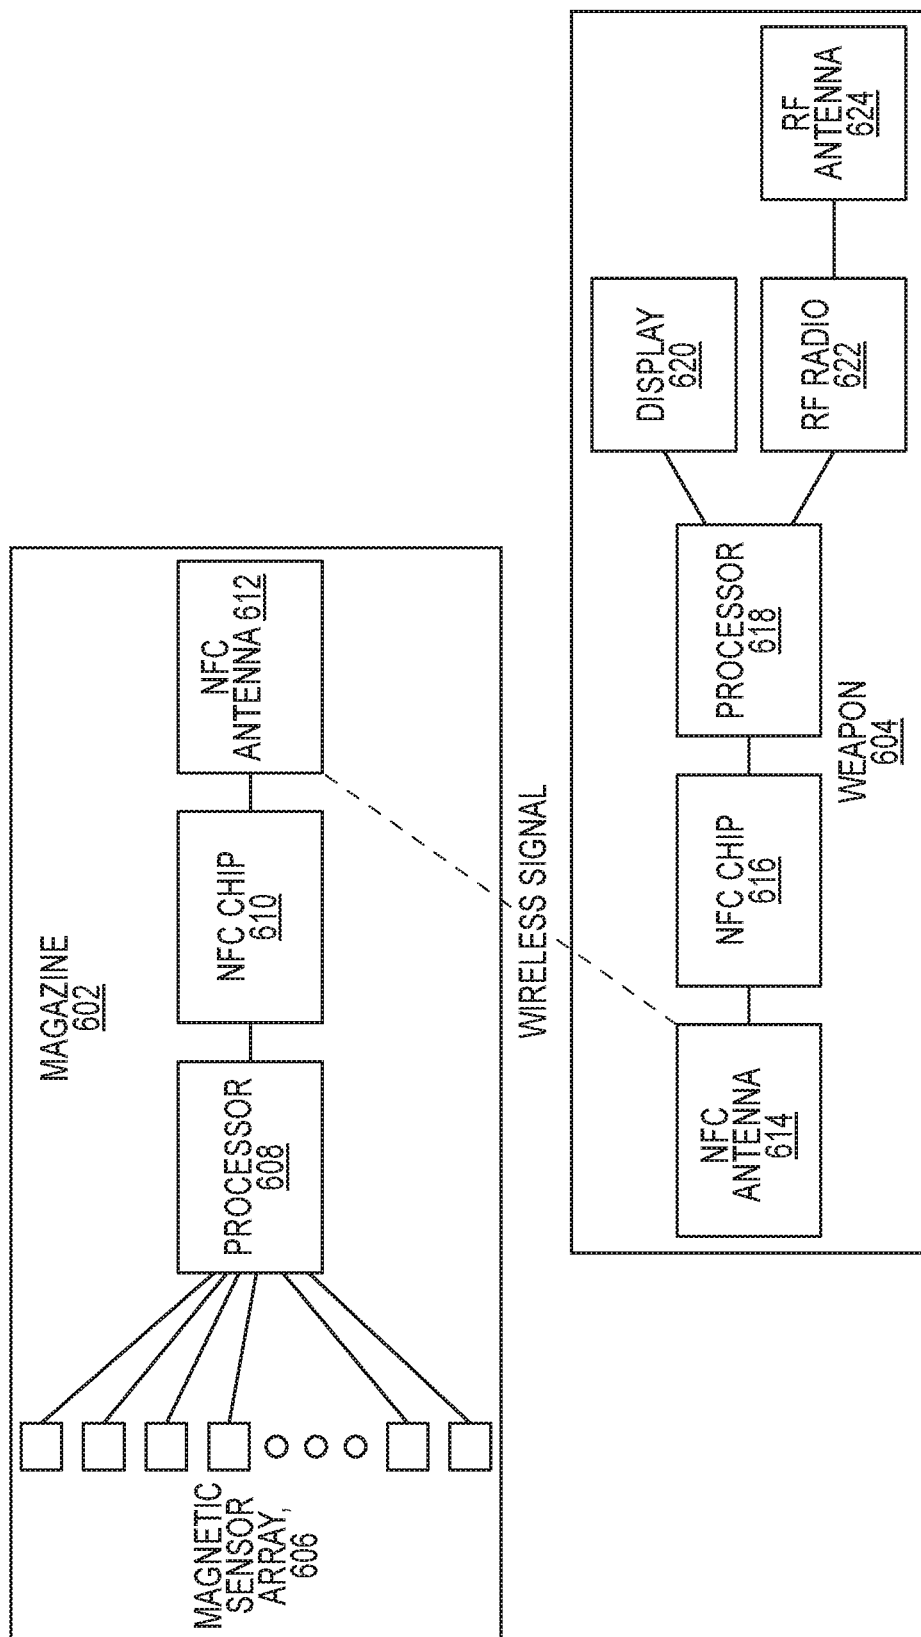 MAGAZINE
602
MAGNETIC
SENSOR
ARRAY,
606
PROCESSOR
608
NFC CHIP
610
NFC
ANTENNA 612
WIRELESS SIGNAL
NFC
ANTENNA
614
NFC CHIP
616
PROCESSOR
618
DISPLAY
620
RF RADIO
622
RF
ANTENNA
624
WEAPON
604